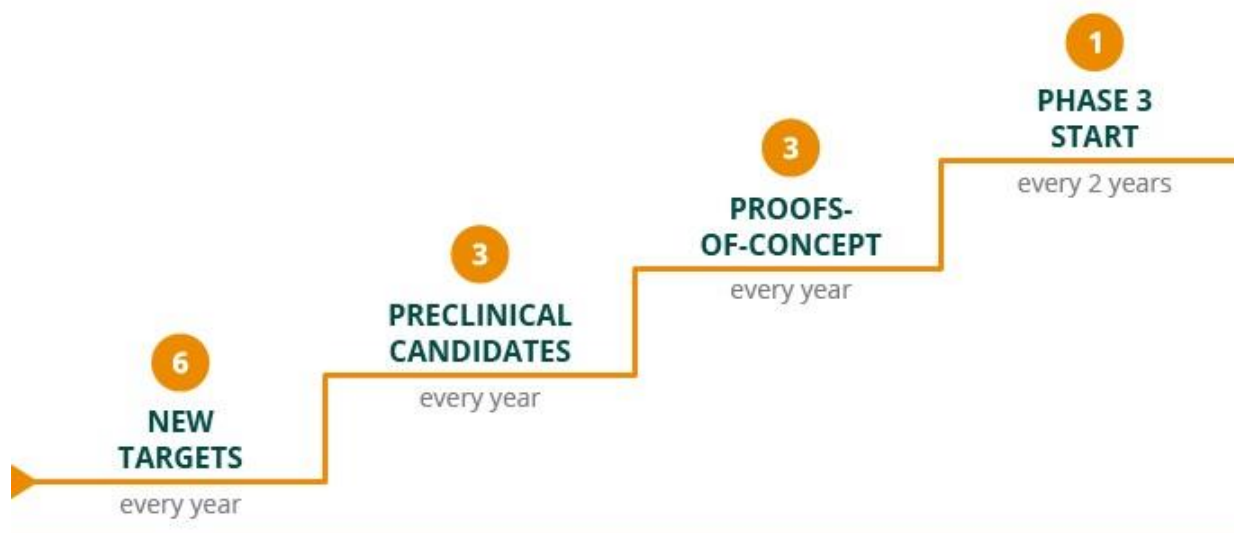 6
NEW
TARGETS
every year
3
PRECLINICAL
CANDIDATES
every year
3
PROOFS-
OF-CONCEPT
every year
1
PHASE 3
START
every 2 years